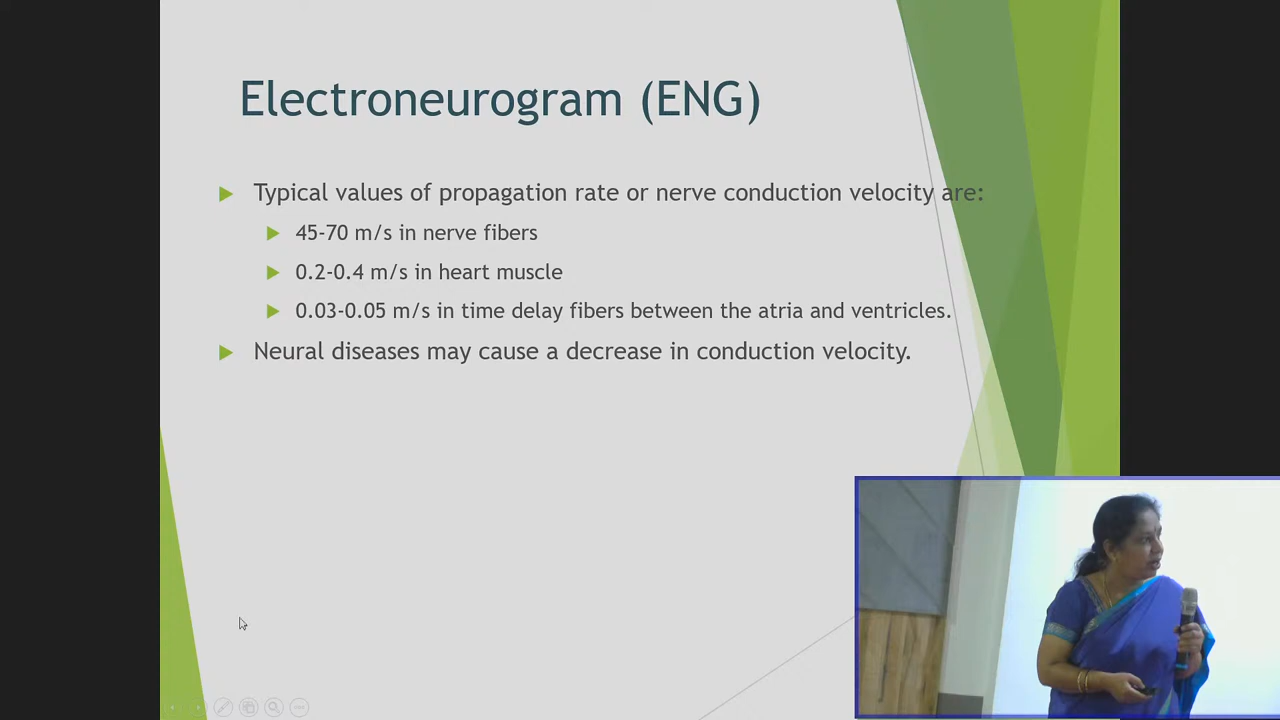 Electroneurogram (ENG)
Typical values of propagation rate or nerve conduction velocity are:
45-70 m/s in nerve fibers
0.2-0.4 m/s in heart muscle
0.03-0.05 m/s in time delay fibers between the atria and ventricles.
Neural diseases may cause a decrease in conduction velocity.